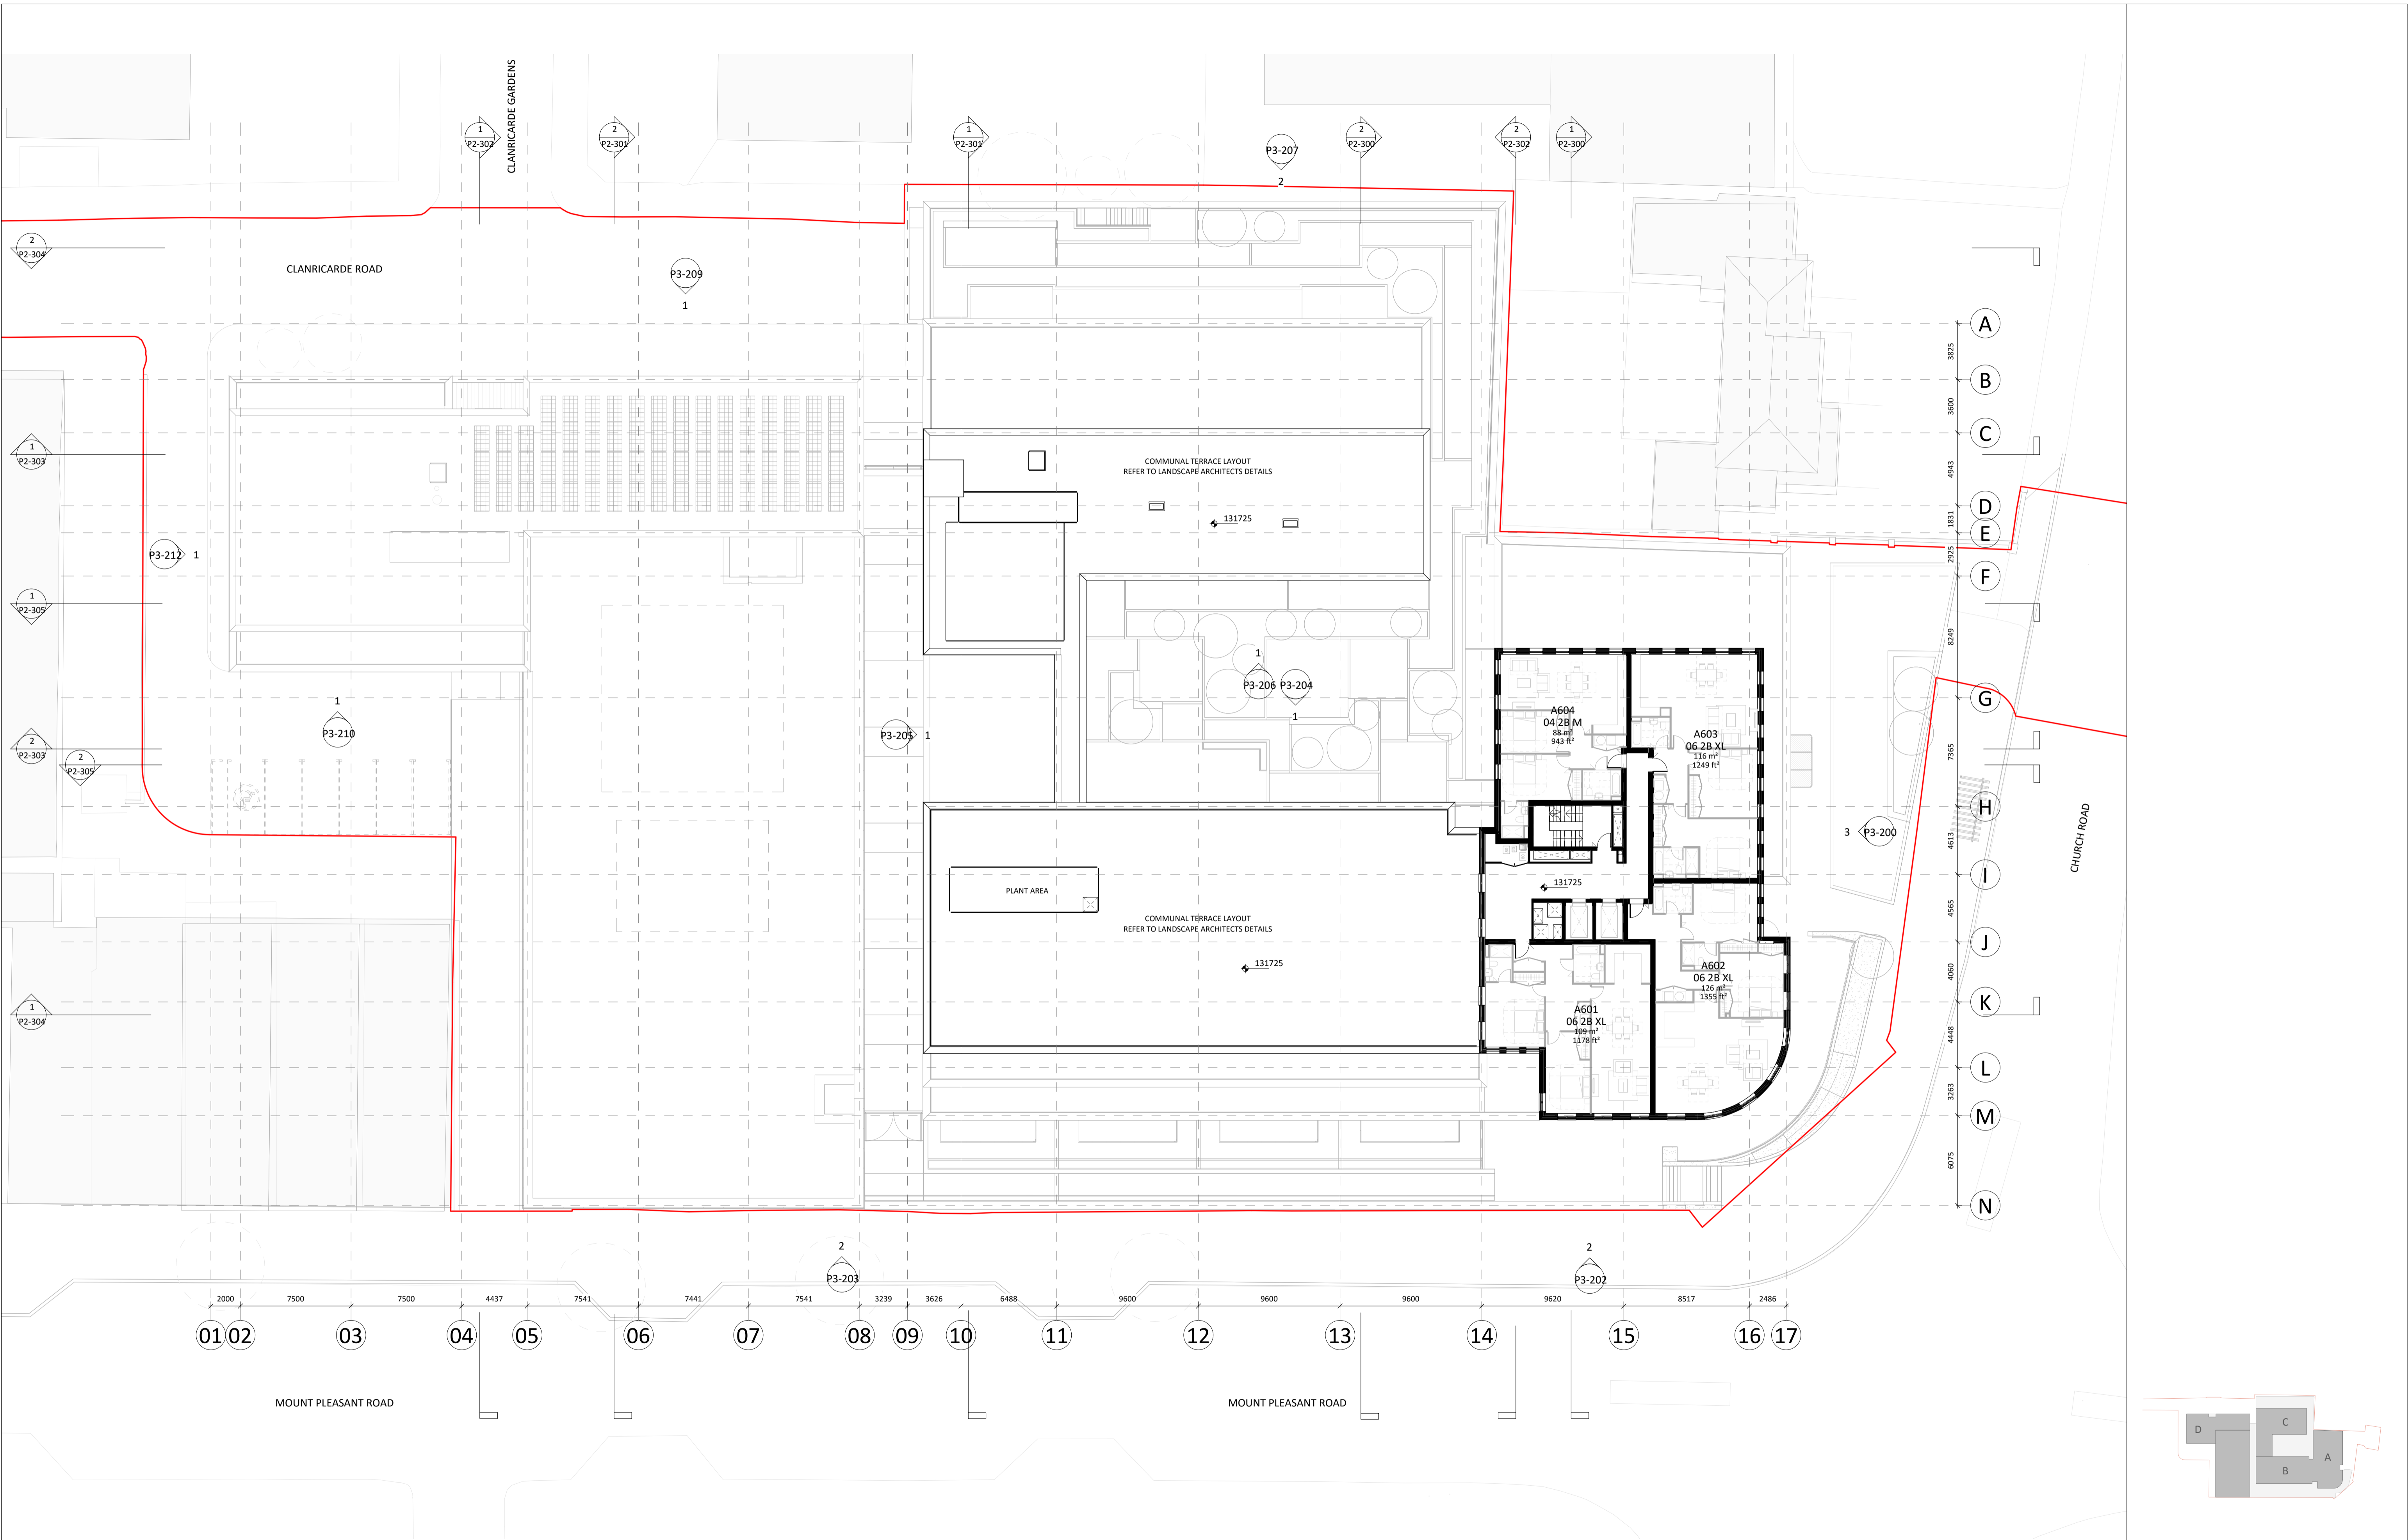 CLANRICARDE GARDENS
1
P2-302
2
P2-301
1
P2-301
P3-207
2
2
P2-300
2
P2-302
1
P2-300
2
P2-304
CLANRICARDE ROAD
P3-209
1
A
3825
B
3600
C
4943
D
1831
E
2925
F
8249
G
7365
H
4613
I
4565
J
4060
K
4448
L
3263
M
6075
N
1
P2-303
COMMUNAL TERRACE LAYOUT
REFER TO LANDSCAPE ARCHITECTS DETAILS
131725
P3-212 1
1
P2-305
1
P3-206
P3-204
1
1
P3-210
P3-205 1
2
P2-303
2
P2-305
A604
04 2B M
88 m²
943 ft²
A603
06 2B XL
116 m²
1249 ft²
3 P3-200
CHURCH ROAD
PLANT AREA
131725
COMMUNAL TERRACE LAYOUT
REFER TO LANDSCAPE ARCHITECTS DETAILS
131725
A602
06 2B XL
126 m²
1355 ft²
A601
06 2B XL
109 m²
1178 ft²
1
P2-304
2
P3-203
2
P3-202
2000 7500 7500 4437 7541 7441 7541 3239 3626 6488 9600 9600 9600 9620 8517 2486
01 02 03 04 05 06 07 08 09 10 11 12 13 14 15 16 17
MOUNT PLEASANT ROAD
MOUNT PLEASANT ROAD
C
D
A
B